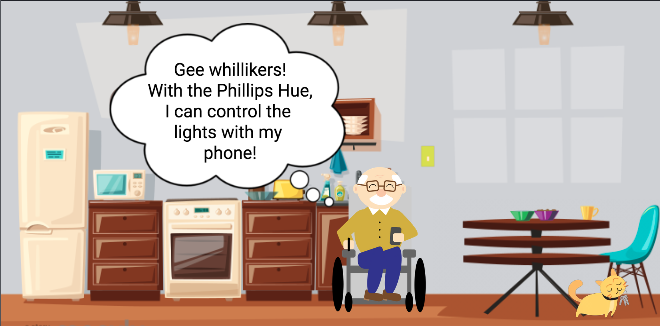 Gee whillikers!
With the Phillips Hue,
I can control the
lights with my
phone!